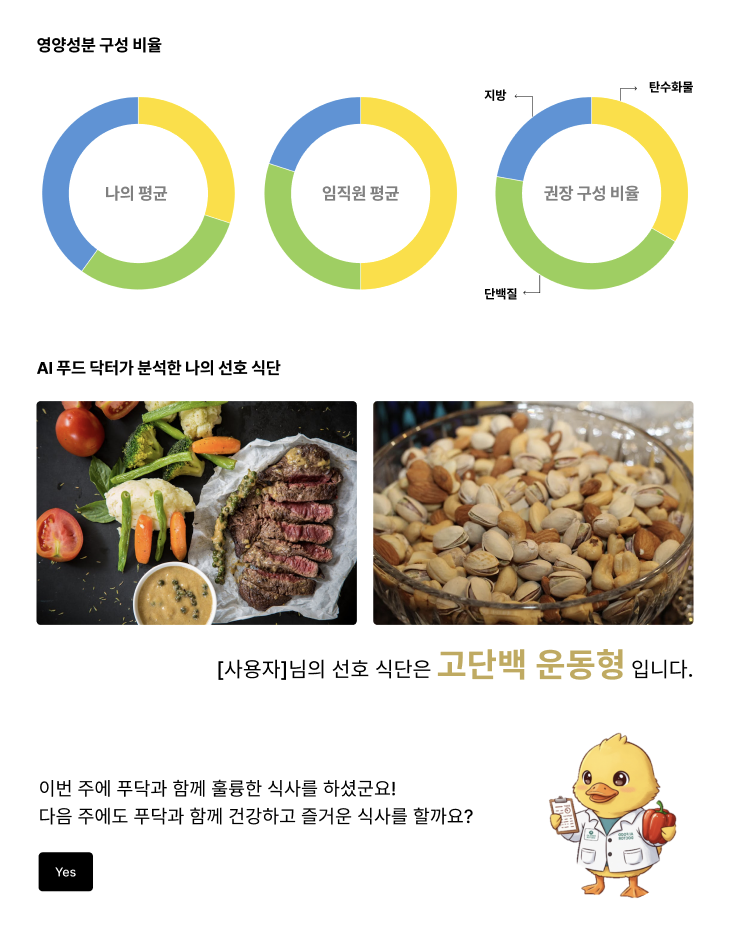 영양성분 구성 비율
지방
탄수화물
나의 평균
임직원 평균
권장 구성 비율
단백질
AI 푸드 닥터가 분석한 나의 선호 식단
[사용자]님의 선호 식단은 고단백 운동형 입니다.
이번 주에 푸닥과 함께 훌륭한 식사를 하셨군요!
다음 주에도 푸닥과 함께 건강하고 즐거운 식사를 할까요?
Yes